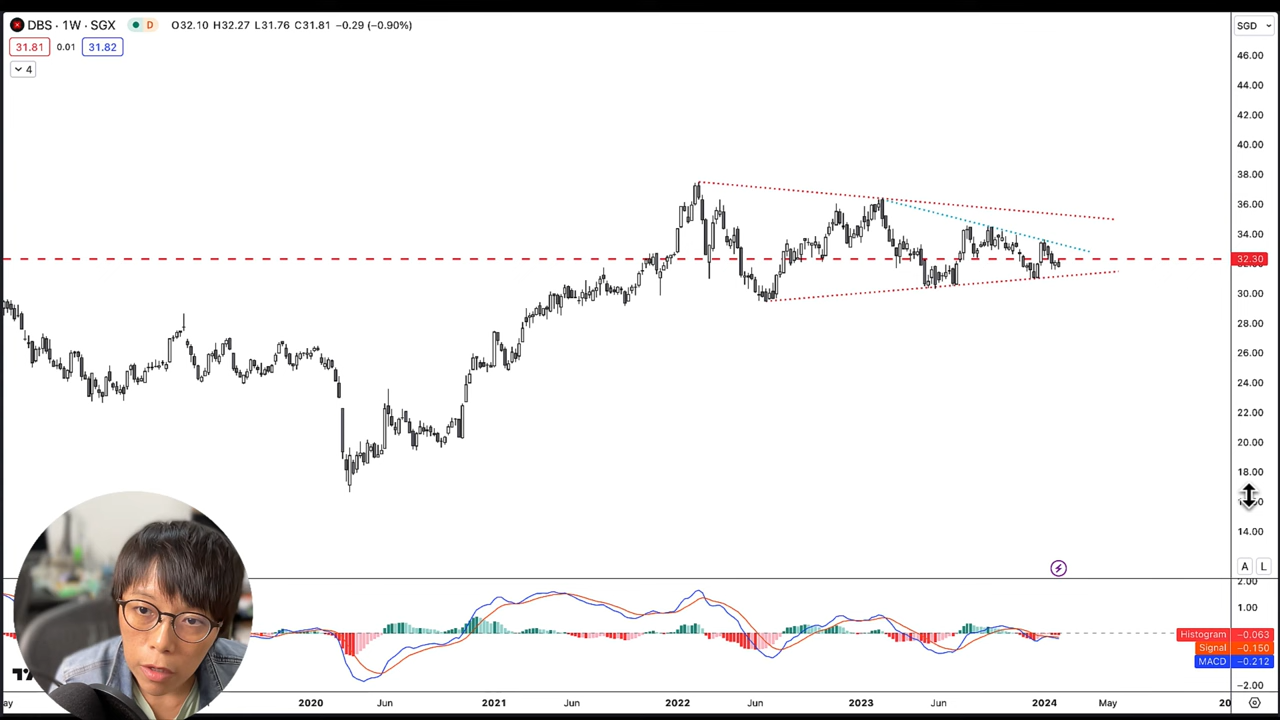 DBS · 1W · SGX D O32.10 H32.27 L31.76 C31.81 −0.29 (−0.90%)
31.81 0.01 31.82
4
SGD
46.00
44.00
42.00
40.00
38.00
36.00
34.00
32.30
30.00
28.00
26.00
24.00
22.00
20.00
18.00
14.00
A L
2.00
1.00
Histogram −0.063
Signal −0.150
MACD −0.212
−2.00
2020 Jun 2021 Jun 2022 Jun 2023 Jun 2024 May